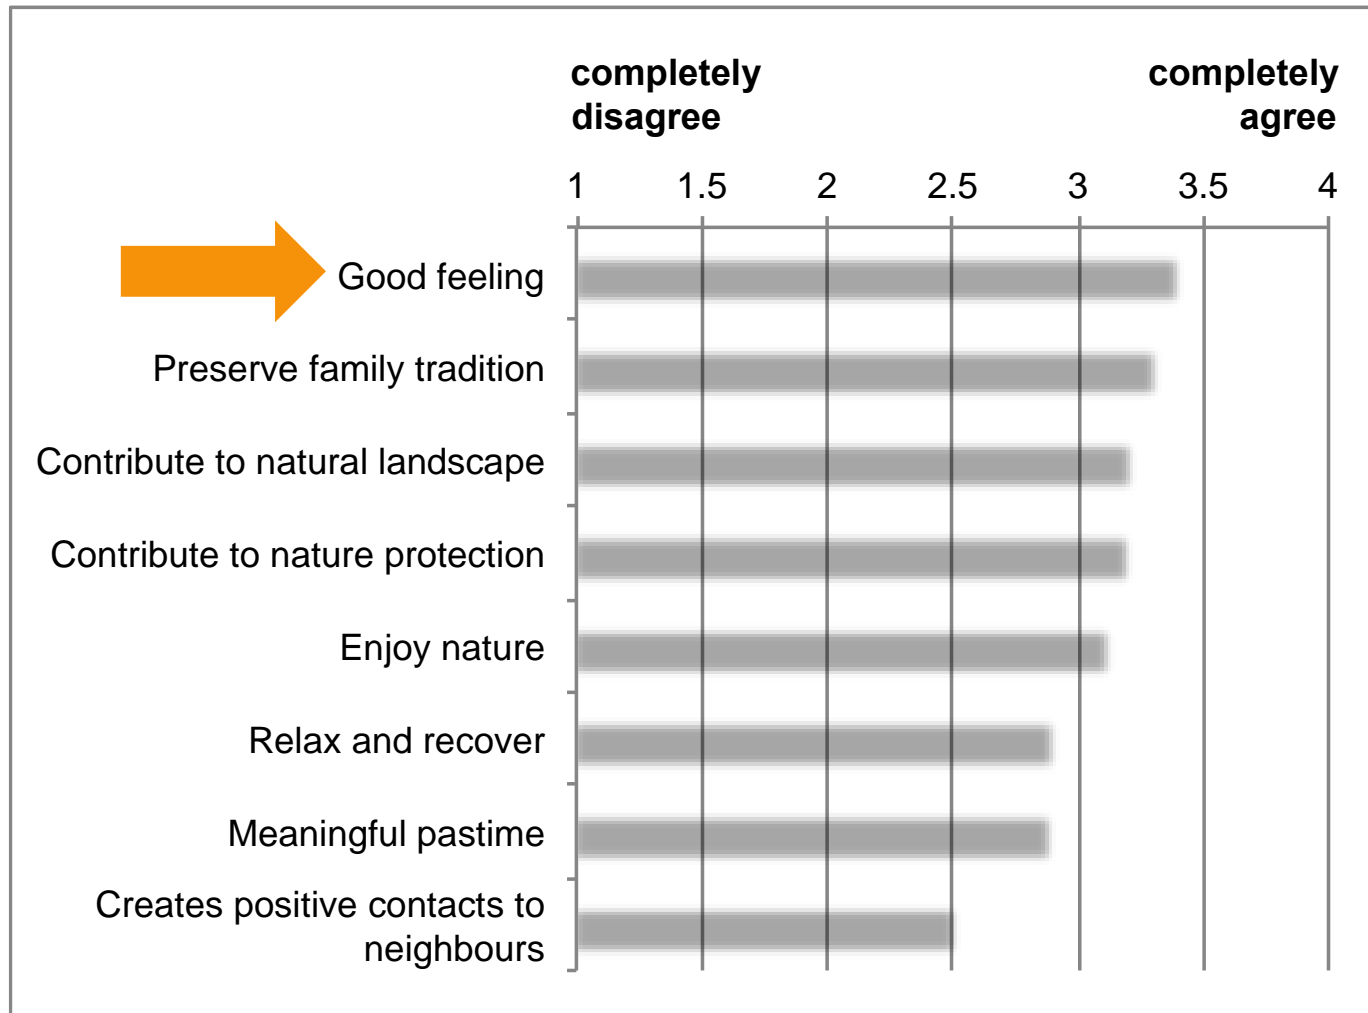 completely completely
disagree agree
1 1.5 2 2.5 3 3.5 4
Good feeling
Preserve family tradition
Contribute to natural landscape
Contribute to nature protection
Enjoy nature
Relax and recover
Meaningful pastime
Creates positive contacts to
neighbours